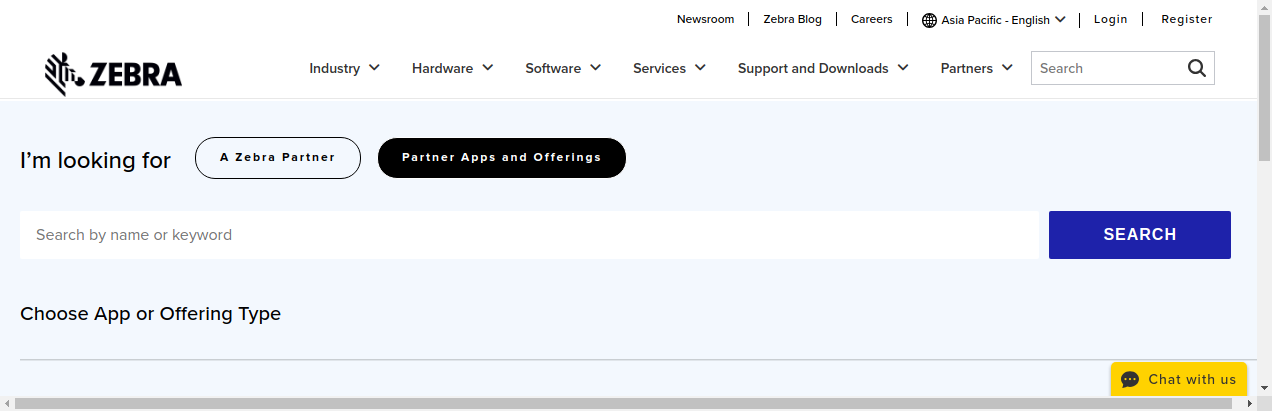 Newsroom Zebra Blog Careers Asia Pacific - English Login Register
ZEBRA Industry Hardware Software Services Support and Downloads Partners Search
I'm looking for A Zebra Partner Partner Apps and Offerings
Search by name or keyword SEARCH
Choose App or Offering Type
Chat with us